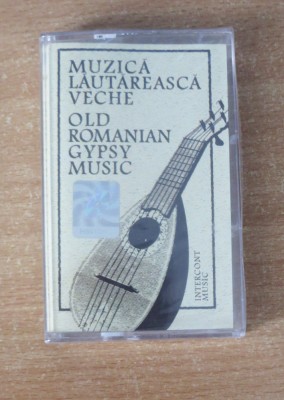 MUZICĂ
LĂUTĂREASCĂ
VECHE
OLD
ROMANIAN
GYPSY
MUSIC
INTERCONT
MUSIC